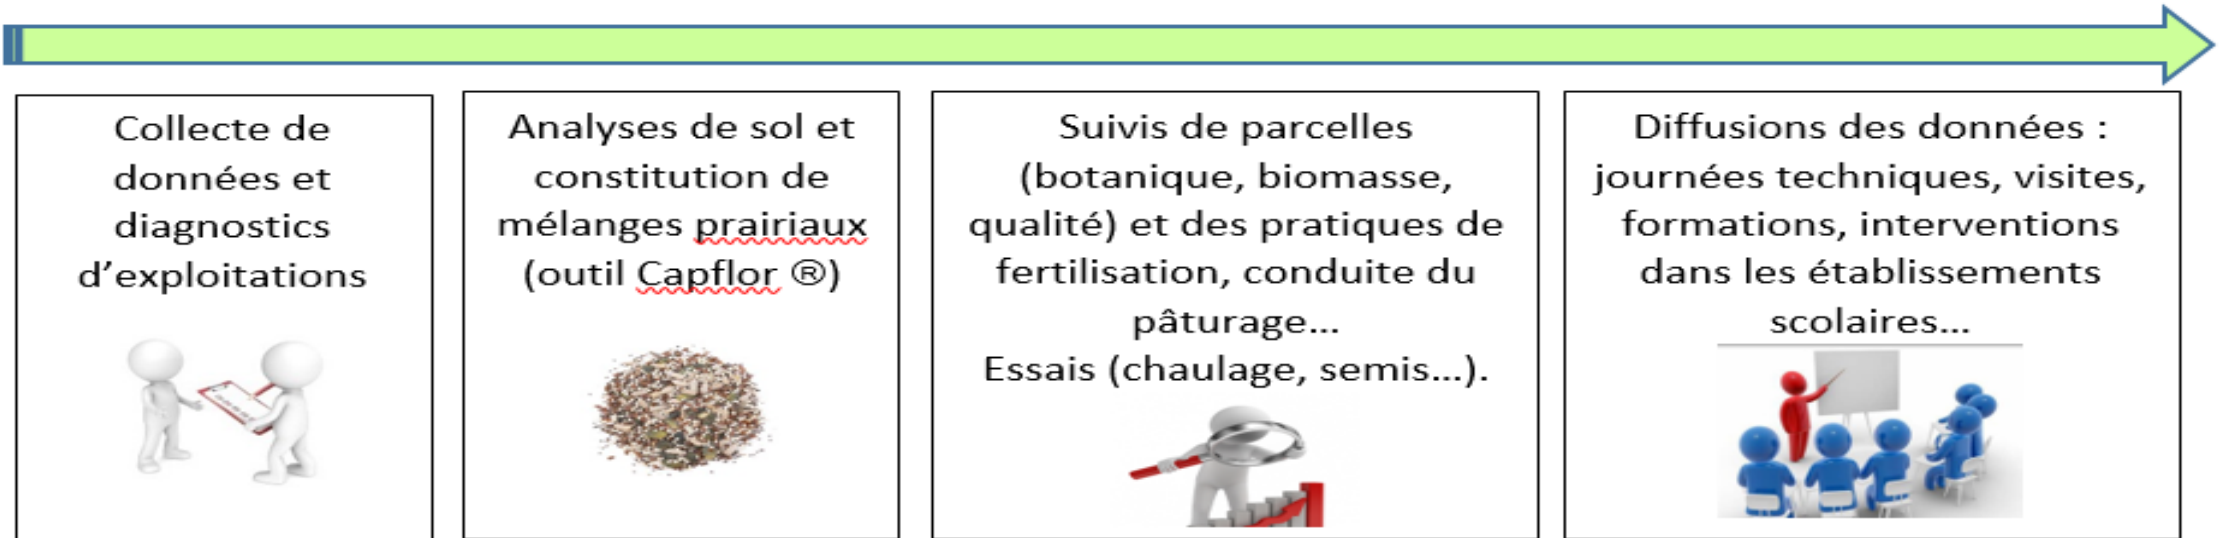 Collecte de
données et
diagnostics
d’exploitations
Analyses de sol et
constitution de
mélanges prairiaux
(outil Capflor ®)
Suivis de parcelles
(botanique, biomasse,
qualité) et des pratiques de
fertilisation, conduite du
pâturage...
Essais (chaulage, semis...).
Diffusions des données :
journées techniques, visites,
formations, interventions
dans les établissements
scolaires...